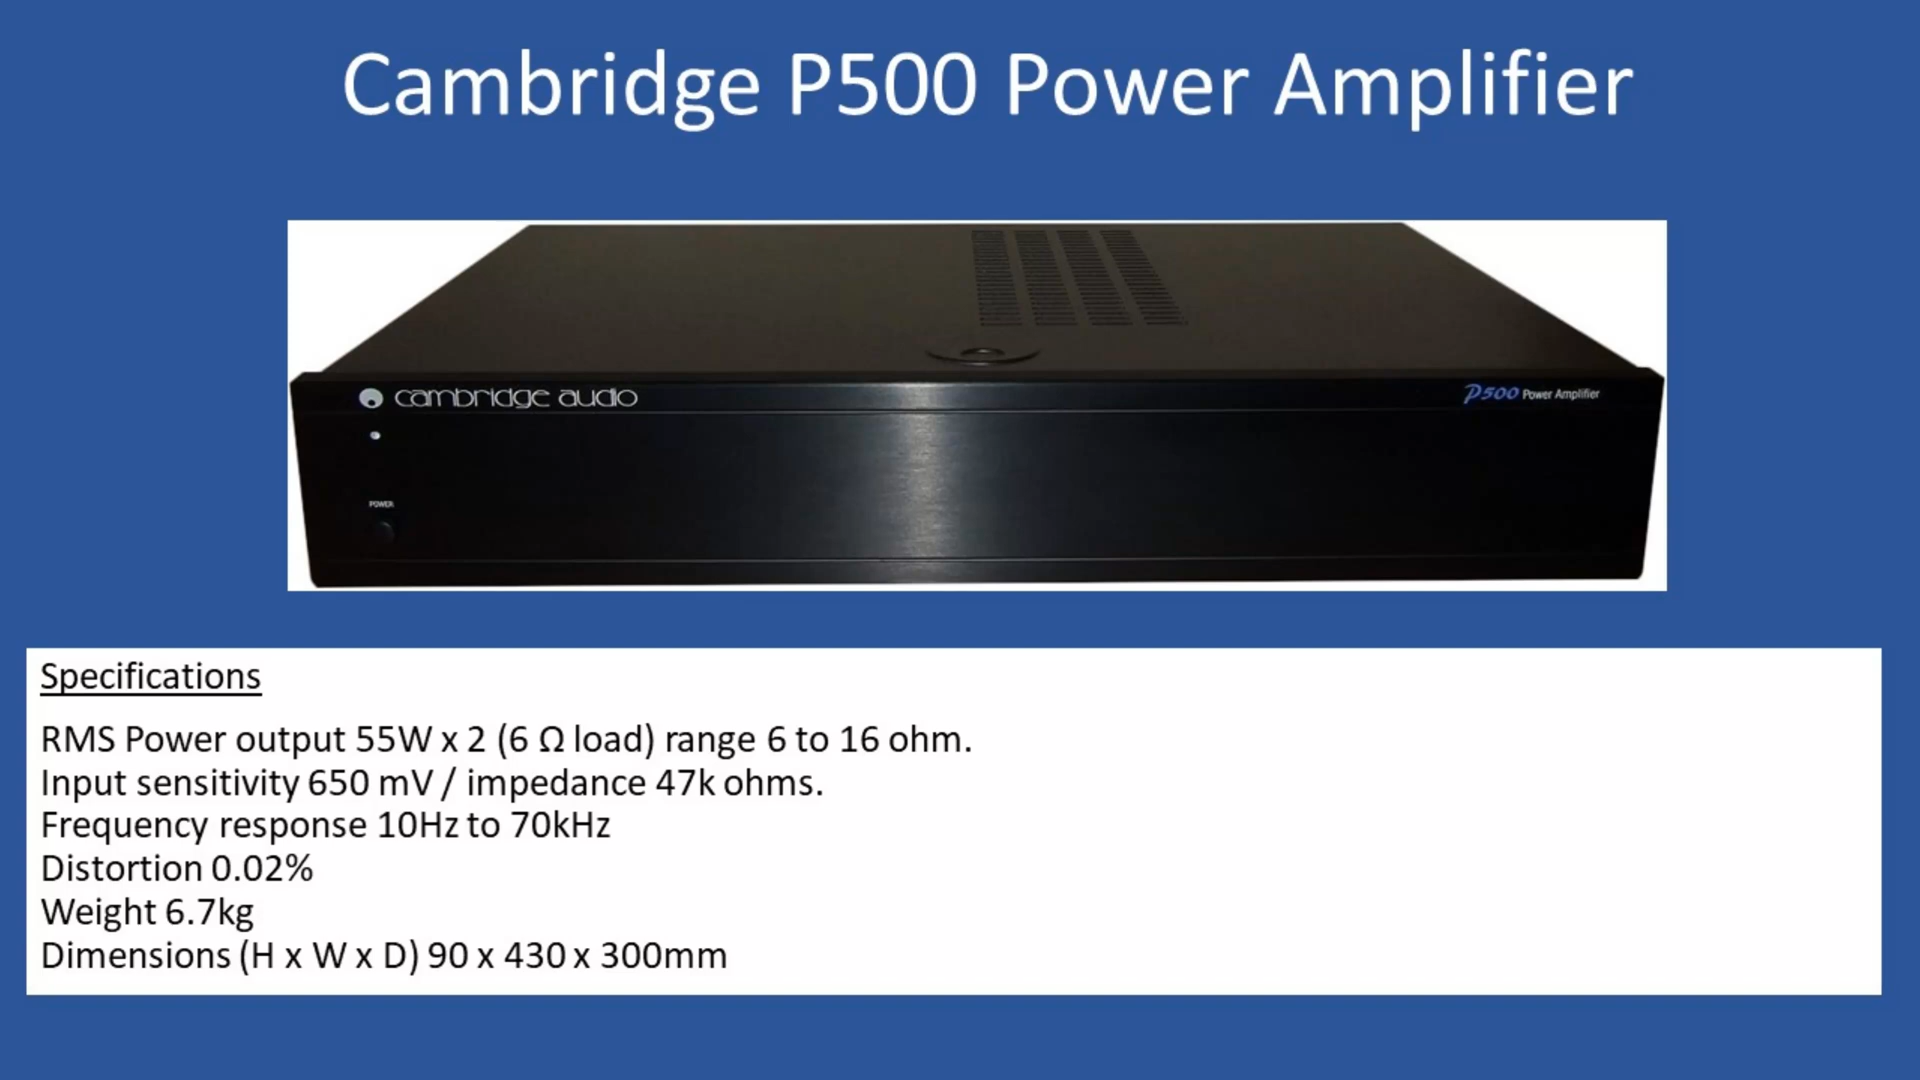 Cambridge P500 Power Amplifier
cambridge audio
P500 Power Amplifier
POWER
Specifications
RMS Power output 55W x 2 (6 Ω load) range 6 to 16 ohm.
Input sensitivity 650 mV / impedance 47k ohms.
Frequency response 10Hz to 70kHz
Distortion 0.02%
Weight 6.7kg
Dimensions (H x W x D) 90 x 430 x 300mm